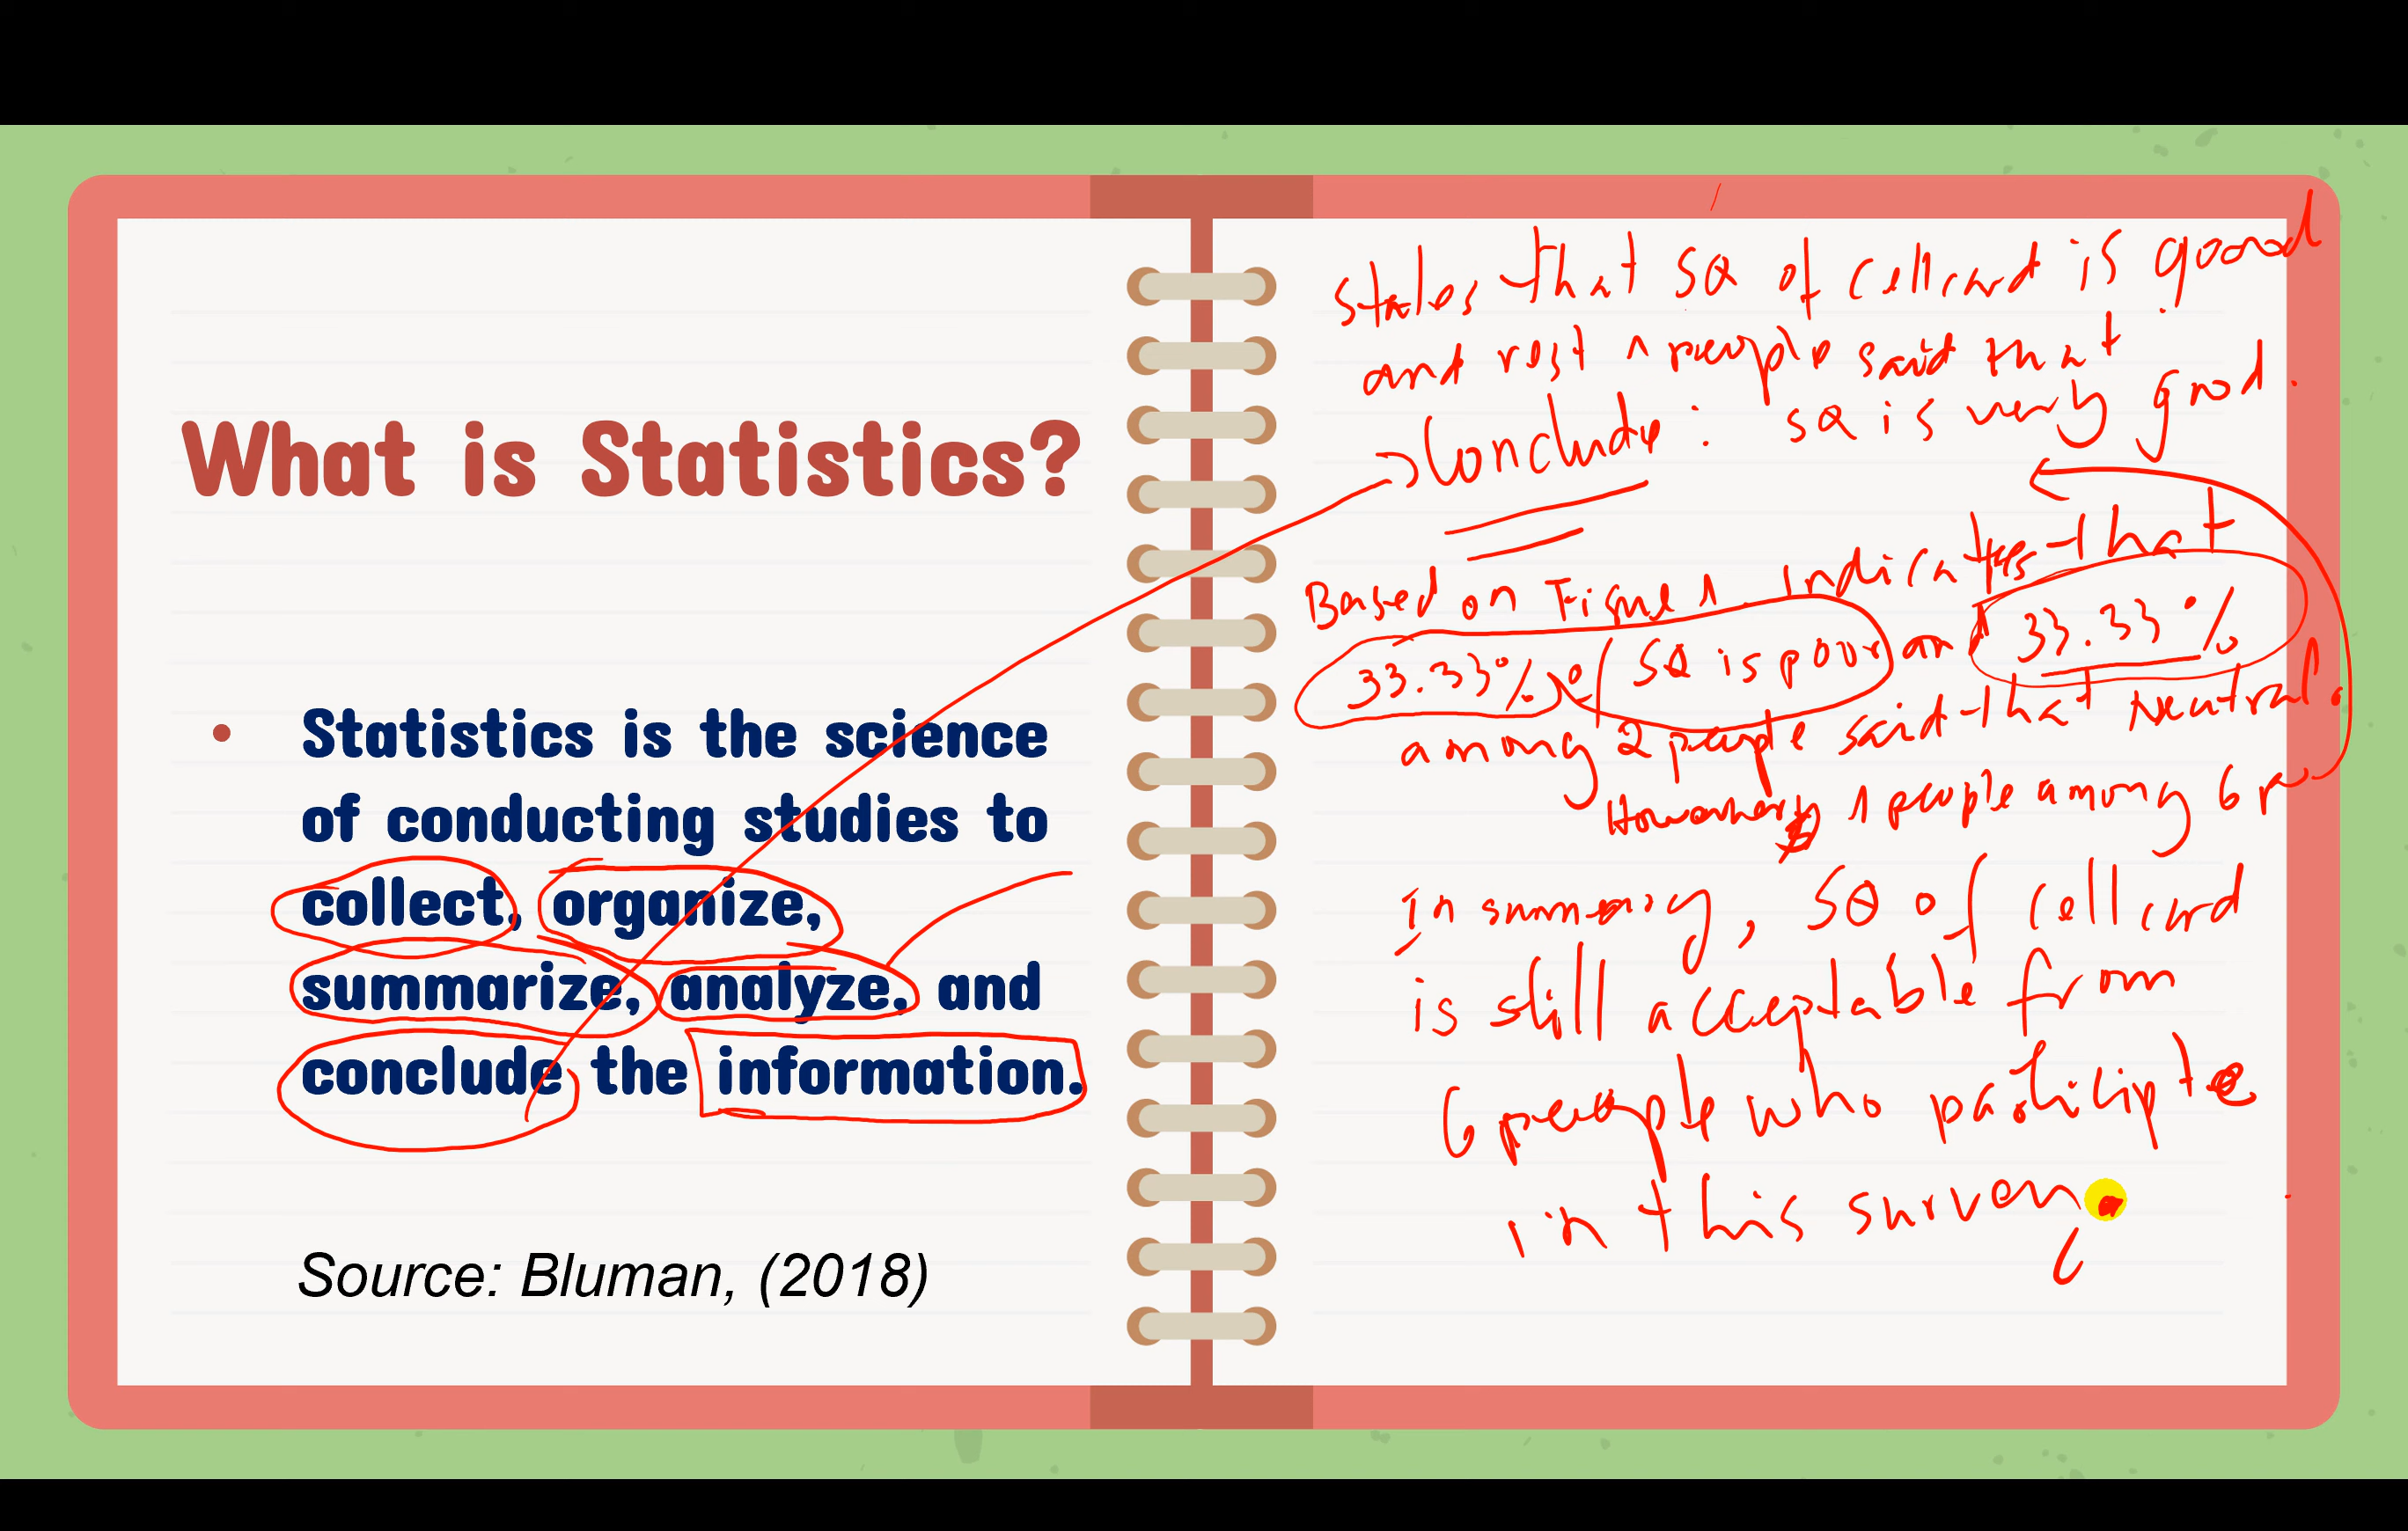 What is Statistics?
• Statistics is the science
of conducting studies to
collect, organize,
summarize, analyze, and
conclude the information.
Source: Bluman, (2018)
states that SQ of cellcard is good
and rest 1 people said that
SQ is very good.
Conclude:
Based on Figure 1 indicates that
33.33% of SQ is poor and 33.33%
among 2 people said that Neutral.
However, 1 people among 6
In summary, SQ of cellcard
is still acceptable from
6 people who
in this survey